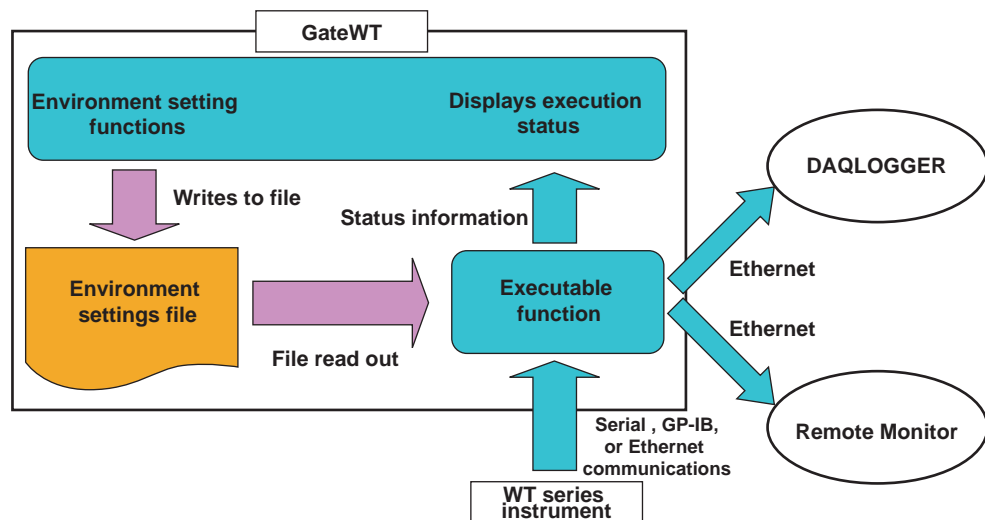 GateWT
Environment setting
functions
Displays execution
status
Writes to file
Status information
DAQLOGGER
Environment
settings file
Executable
function
Ethernet
Ethernet
File read out
Serial , GP-IB,
or Ethernet
communications
Remote Monitor
WT series
instrument